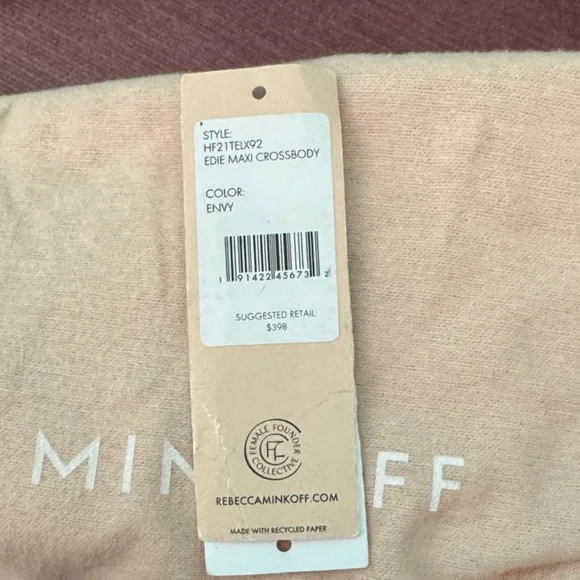 STYLE:
HF21TELX92
EDIE MAXI CROSSBODY
COLOR:
ENVY
1 91422 45673 2
SUGGESTED RETAIL:
$398
FEMALE FOUNDER
COLLECTIVE
FFC
MIN FF
REBECCAMINKOFF.COM
MADE WITH RECYCLED PAPER